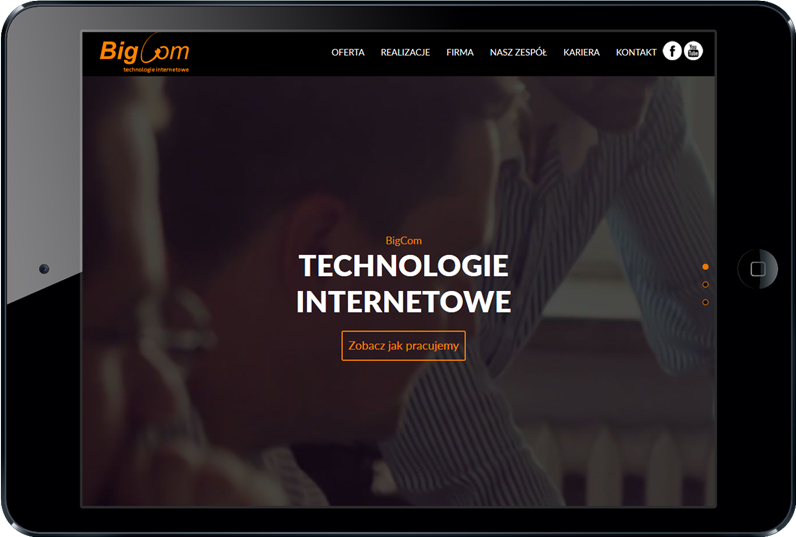 BigCom
technologie internetowe
OFERTA REALIZACJE FIRMA NASZ ZESPÓŁ KARIERA KONTAKT f You Tube
BigCom
TECHNOLOGIE
INTERNETOWE
Zobacz jak pracujemy